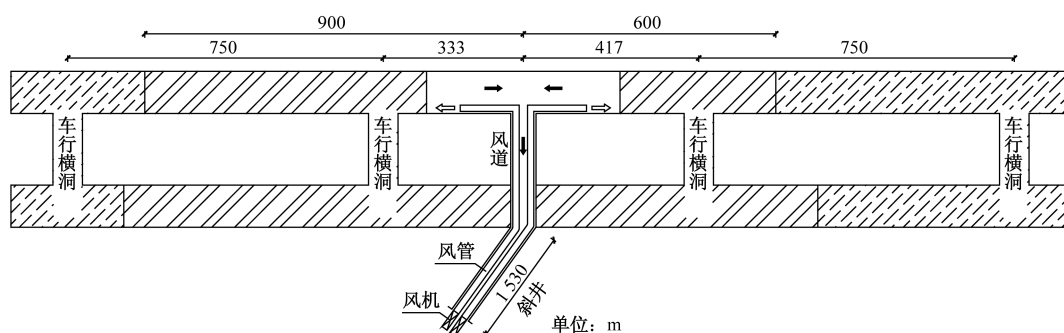 900
600
750
333
417
750
车行横洞
车行横洞
风道
车行横洞
车行横洞
风管
风机
1 530
斜井
单位：m